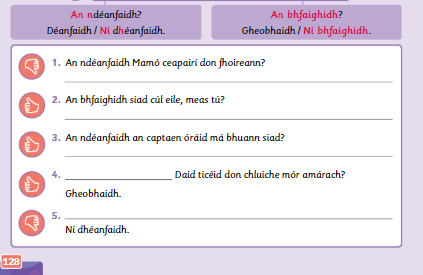 An ndéanfaidh?
Déanfaidh / Ní dhéanfaidh.
An bhfaighidh?
Gheobhaidh / Ní bhfaighidh.
1. An ndéanfaidh Mamó ceapairí don fhoireann?
2. An bhfaighidh siad cúl eile, meas tú?
3. An ndéanfaidh an captaen óráid má bhuann siad?
4. ____________________ Daid ticéid don chluiche mór amárach?
Gheobhaidh.
5. ____________________
Ní dhéanfaidh.
128